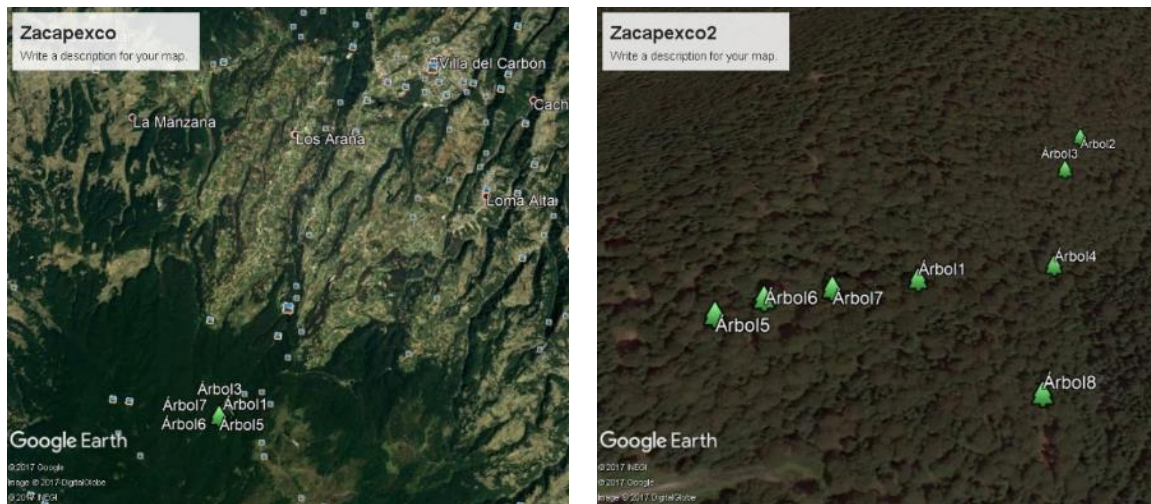 Zacapexco
Write a description for your map.
Villa del Carbón
Cach
La Manzana
Los Arana
Loma Alta
Árbol3
Árbol7 Árbol1
Árbol6 Árbol5
Google Earth
©2017 Google
Image ©2017 DigitalGlobe
©2017 INEGI
Zacapexco2
Write a description for your map.
Árbol2
Árbol3
Árbol4
Árbol1
Árbol6
Árbol7
Árbol5
Árbol8
Google Earth
©2017 INEGI
©2017 Google
Image ©2017 DigitalGlobe